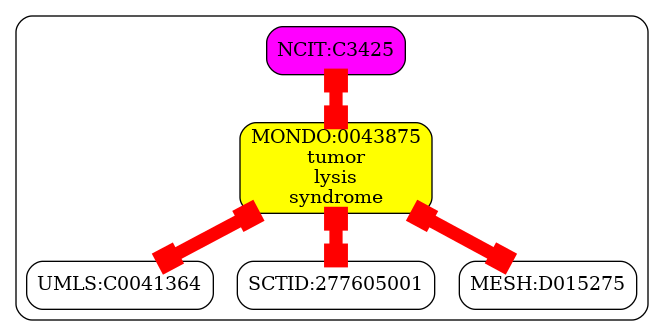 NCIT:C3425
MONDO:0043875
tumor
lysis
syndrome
UMLS:C0041364
SCTID:277605001
MESH:D015275